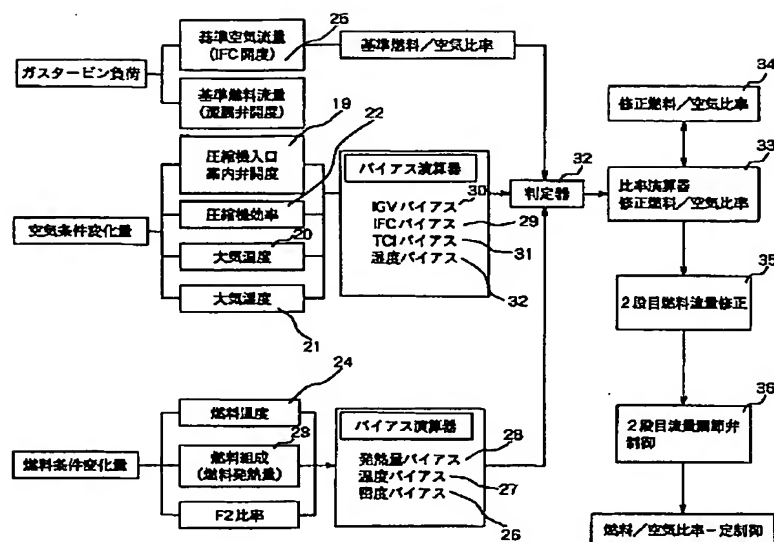 ガスタービン負荷
基準空気流量
(IFC開度)
26
基準燃料流量
基準燃料／空気比率
空気条件変化量
19
圧縮機入口
案内弁開度
22
圧縮機効率
20
大気温度
大気湿度
21
バイアス演算器
IGVバイアス
30
IFCバイアス
29
TCIバイアス
31
湿度バイアス
32
32
判定器
34
修正燃料／空気比率
33
比率演算器
修正燃料／空気比率
35
2段目燃料流量修正
36
2段目流量調節弁
制御
燃料／空気比率一定制御
燃料条件変化量
24
燃料温度
23
燃料組成
(燃料発熱量)
F2比率
バイアス演算器
発熱量バイアス
28
温度バイアス
27
密度バイアス
26